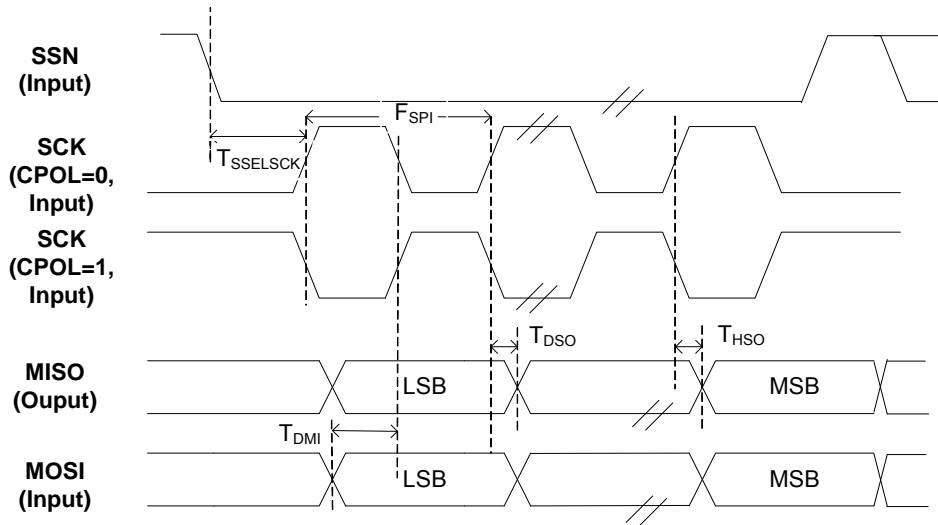 SSN
(Input)
F_SPI
T_SSELSCK
SCK
(CPOL=0,
Input)
SCK
(CPOL=1,
Input)
T_DSO
T_HSO
MISO
(Ouput)
LSB
MSB
T_DMI
MOSI
(Input)
LSB
MSB